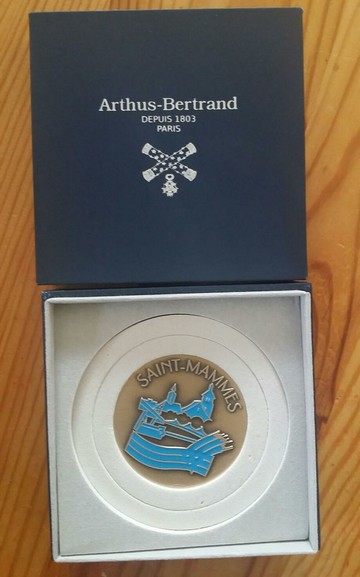 Arthus-Bertrand
DEPUIS 1803
PARIS
SAINT-MAMMES